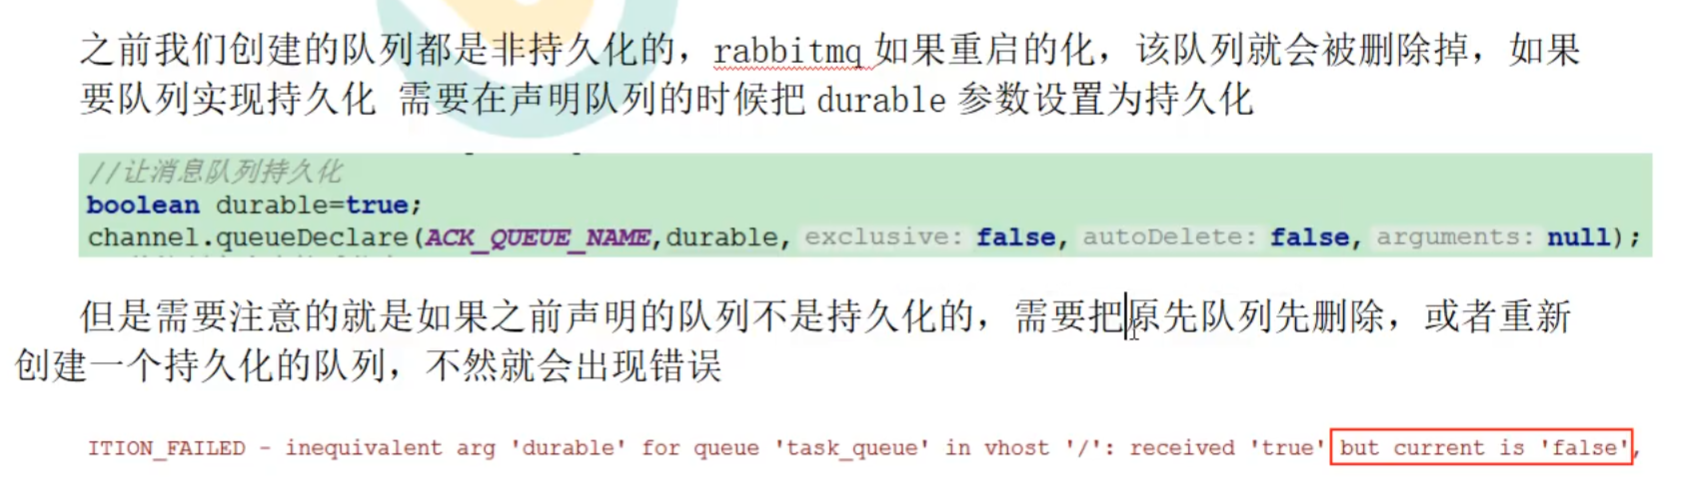 之前我们创建的队列都是非持久化的，rabbitmq 如果重启的化，该队列就会被删除掉，如果
要队列实现持久化 需要在声明队列的时候把 durable 参数设置为持久化
//让消息队列持久化
boolean durable=true;
channel.queueDeclare(ACK_QUEUE_NAME,durable, exclusive: false, autoDelete: false, arguments: null);
但是需要注意的就是如果之前声明的队列不是持久化的，需要把原先队列先删除，或者重新
创建一个持久化的队列，不然就会出现错误
ITION_FAILED - inequivalent arg 'durable' for queue 'task_queue' in vhost '/': received 'true' but current is 'false',